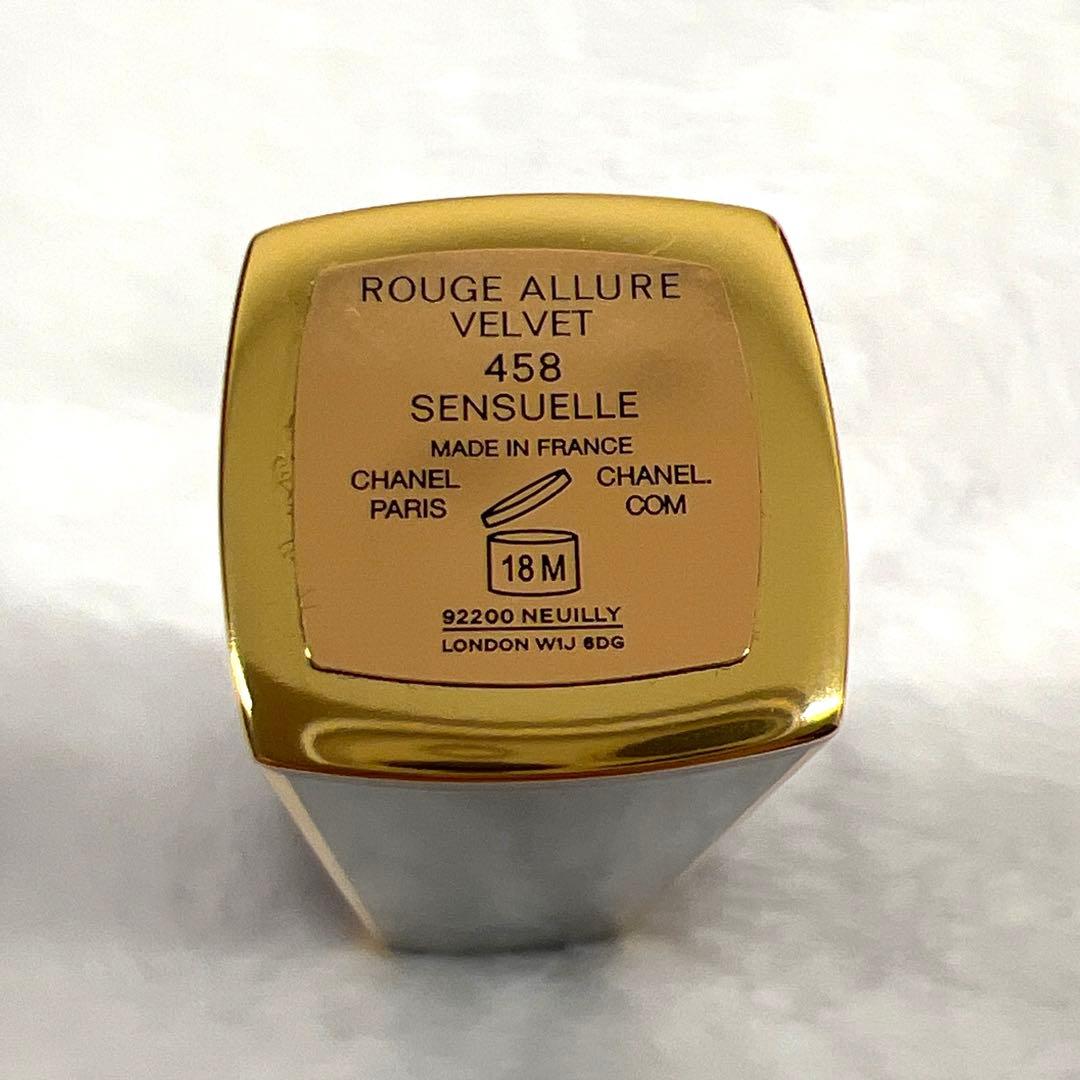 ROUGE ALLURE
VELVET
458
SENSUELLE
MADE IN FRANCE
CHANEL
PARIS
CHANEL.
COM
18 M
92200 NEUILLY
LONDON W1J 6DG